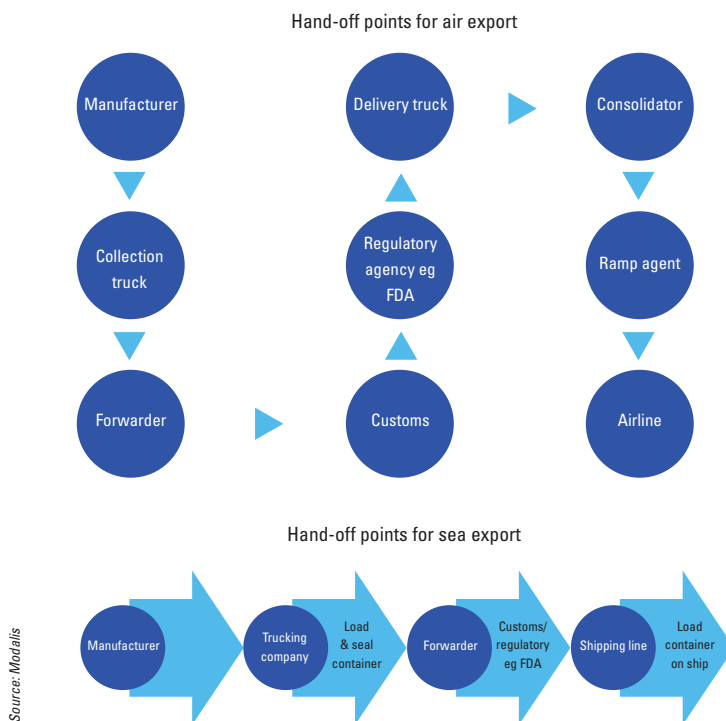 Hand-off points for air export
Manufacturer
Collection
truck
Forwarder
Customs
Regulatory
agency eg
FDA
Delivery truck
Consolidator
Ramp agent
Airline
Hand-off points for sea export
Manufacturer
Trucking
company
Load
& seal
container
Forwarder
Customs/
regulatory
eg FDA
Shipping line
Load
container
on ship
Source: Modalis